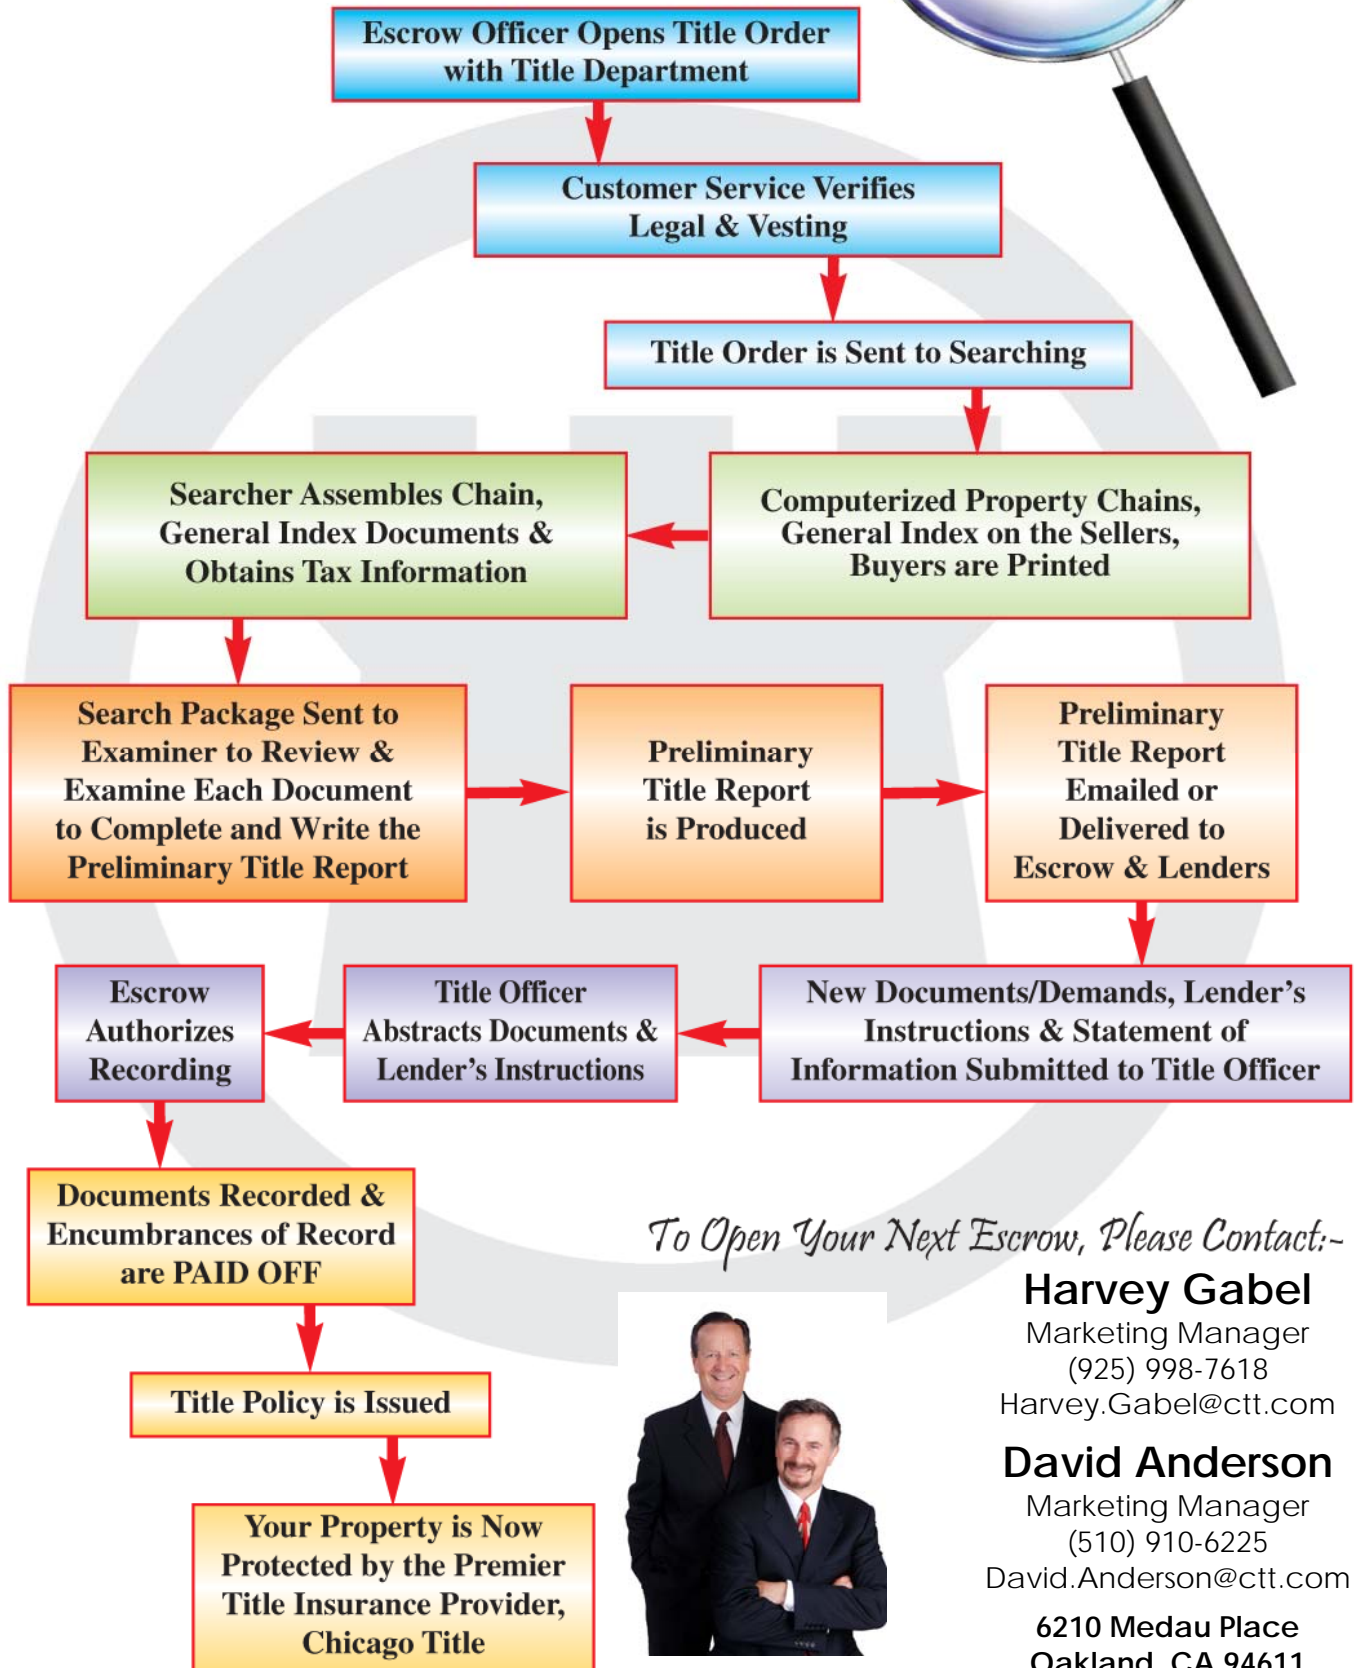 Escrow Officer Opens Title Order
with Title Department
Customer Service Verifies
Legal & Vesting
Title Order is Sent to Searching
Computerized Property Chains,
General Index on the Sellers,
Buyers are Printed
Searcher Assembles Chain,
General Index Documents &
Obtains Tax Information
Search Package Sent to
Examiner to Review &
Examine Each Document
to Complete and Write the
Preliminary Title Report
Preliminary
Title Report
is Produced
Preliminary
Title Report
Emailed or
Delivered to
Escrow & Lenders
New Documents/Demands, Lender’s
Instructions & Statement of
Information Submitted to Title Officer
Title Officer
Abstracts Documents &
Lender’s Instructions
Escrow
Authorizes
Recording
Documents Recorded &
Encumbrances of Record
are PAID OFF
Title Policy is Issued
Your Property is Now
Protected by the Premier
Title Insurance Provider,
Chicago Title
To Open Your Next Escrow, Please Contact:~
Harvey Gabel
Marketing Manager
(925) 998-7618
Harvey.Gabel@ctt.com
David Anderson
Marketing Manager
(510) 910-6225
David.Anderson@ctt.com
6210 Medau Place
Oakland, CA 94611